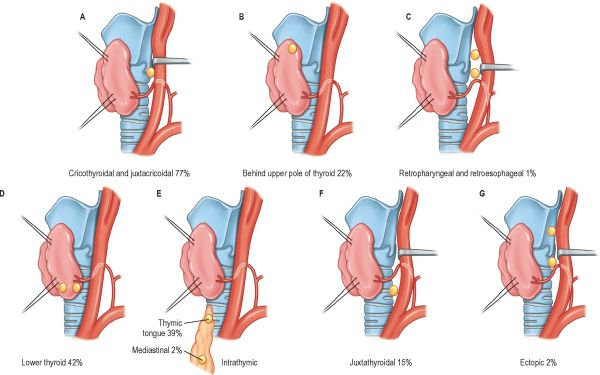 A
B
C
Cricothyroidal and juxtacricoidal 77%
Behind upper pole of thyroid 22%
Retropharyngeal and retroesophageal 1%
D
E
F
G
Thymic
tongue 39%
Mediastinal 2%
Lower thyroid 42%
Intrathymic
Juxtathyroidal 15%
Ectopic 2%